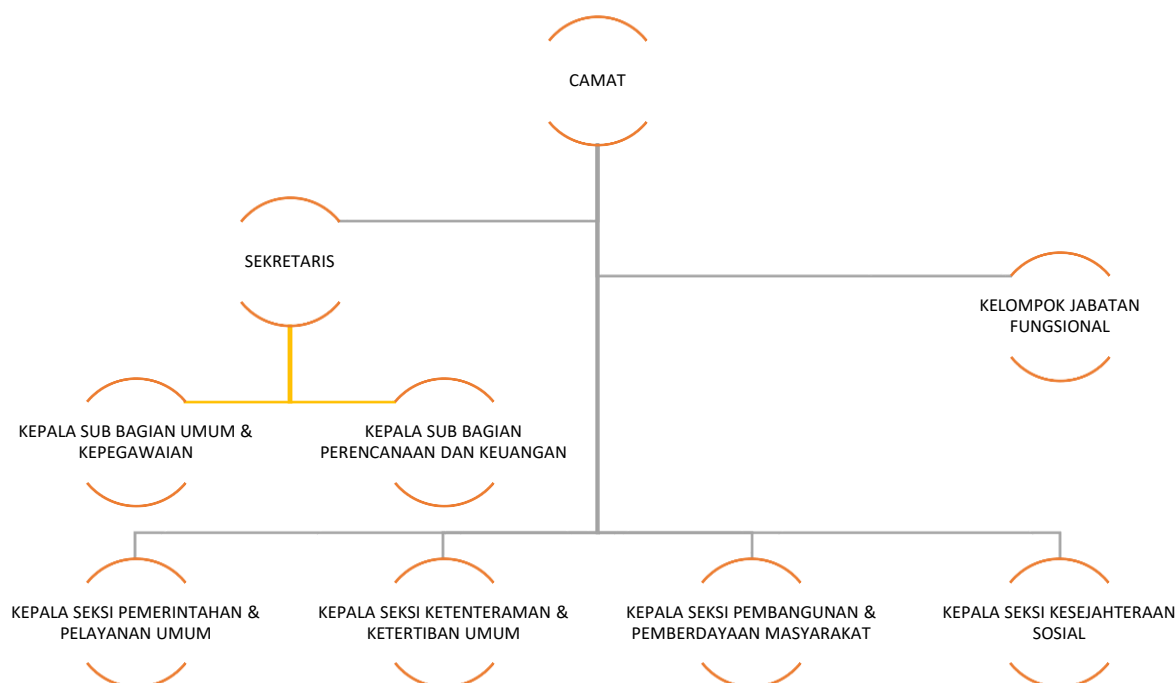 CAMAT
SEKRETARIS
KELOMPOK JABATAN
FUNGSIONAL
KEPALA SUB BAGIAN UMUM &
KEPEGAWAIAN
KEPALA SUB BAGIAN
PERENCANAAN DAN KEUANGAN
KEPALA SEKSI PEMERINTAHAN &
PELAYANAN UMUM
KEPALA SEKSI KETENTERAMAN &
KETERTIBAN UMUM
KEPALA SEKSI PEMBANGUNAN &
PEMBERDAYAAN MASYARAKAT
KEPALA SEKSI KESEJAHTERAAN
SOSIAL